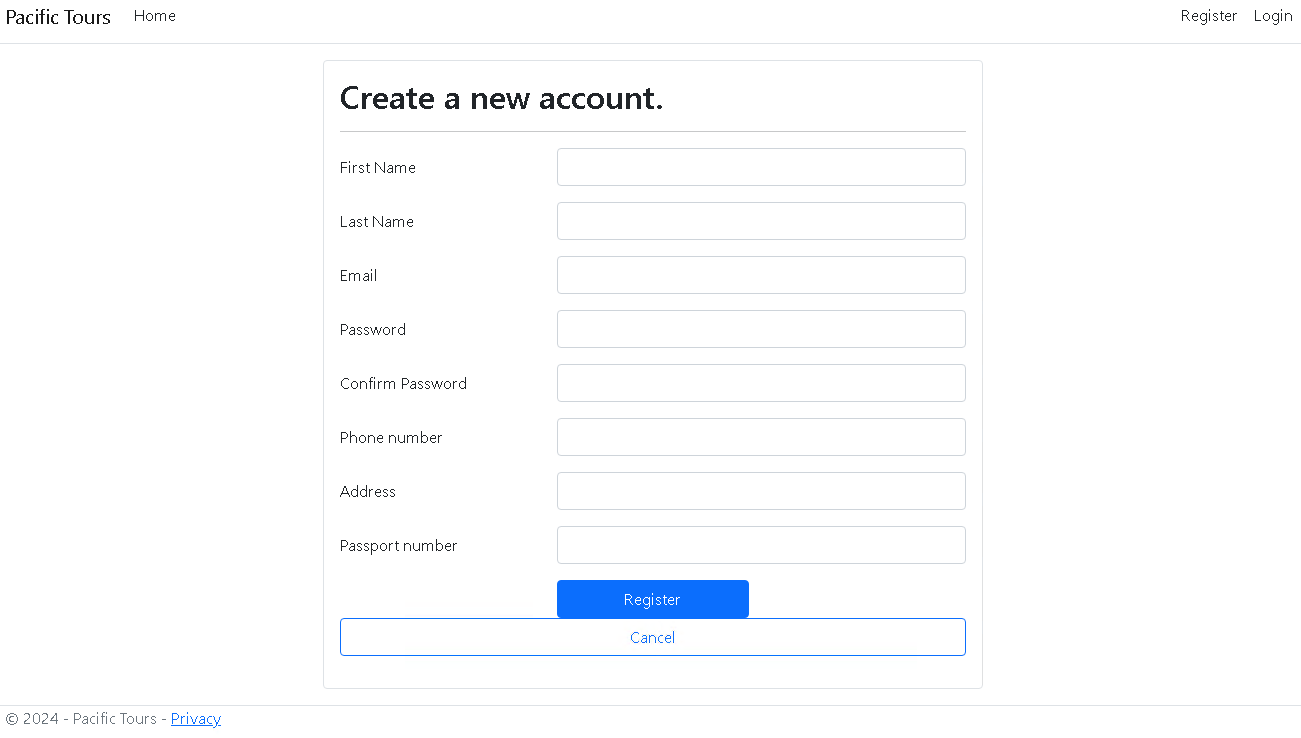 Pacific Tours Home Register Login
Create a new account.
First Name
Last Name
Email
Password
Confirm Password
Phone number
Address
Passport number
Register
Cancel
© 2024 - Pacific Tours - Privacy